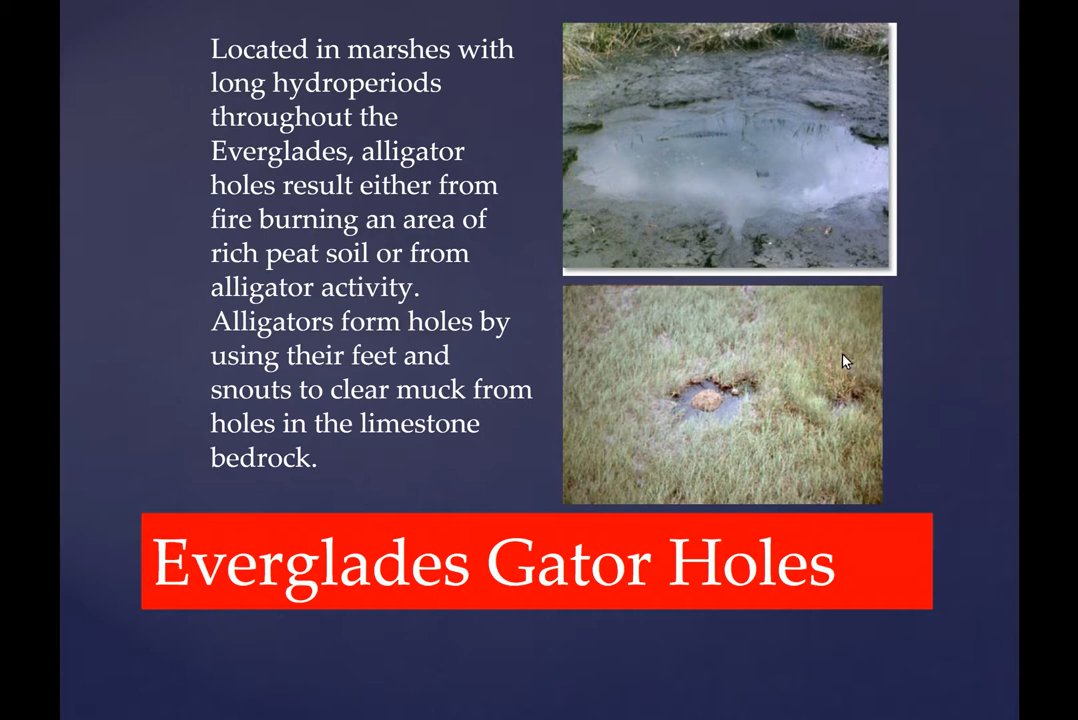 Located in marshes with
long hydroperiods
throughout the
Everglades, alligator
holes result either from
fire burning an area of
rich peat soil or from
alligator activity.
Alligators form holes by
using their feet and
snouts to clear muck from
holes in the limestone
bedrock.
Everglades Gator Holes